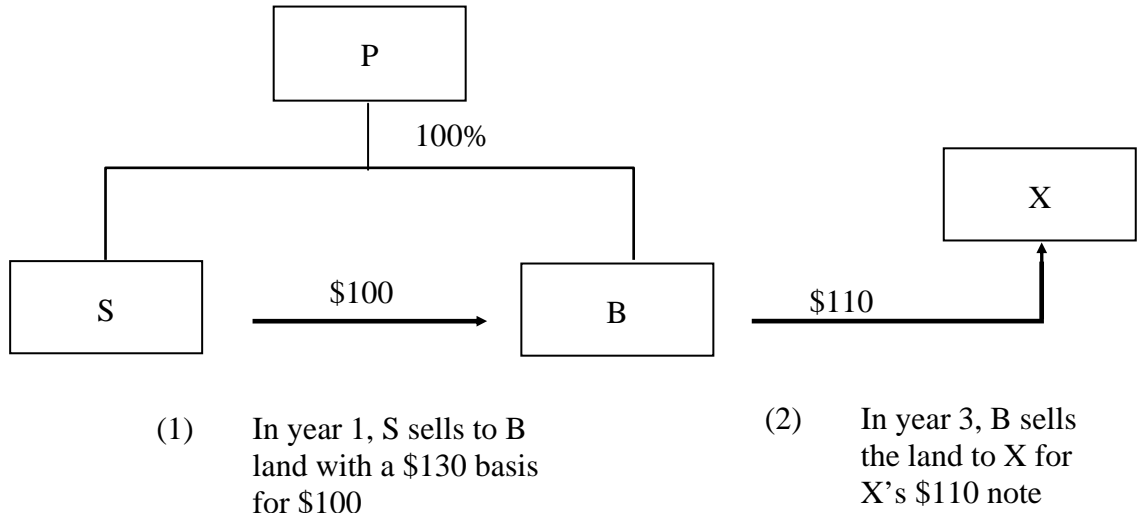 P
100%
X
S
$100
B
$110
(1) In year 1, S sells to B
land with a $130 basis
for $100
(2) In year 3, B sells
the land to X for
X’s $110 note